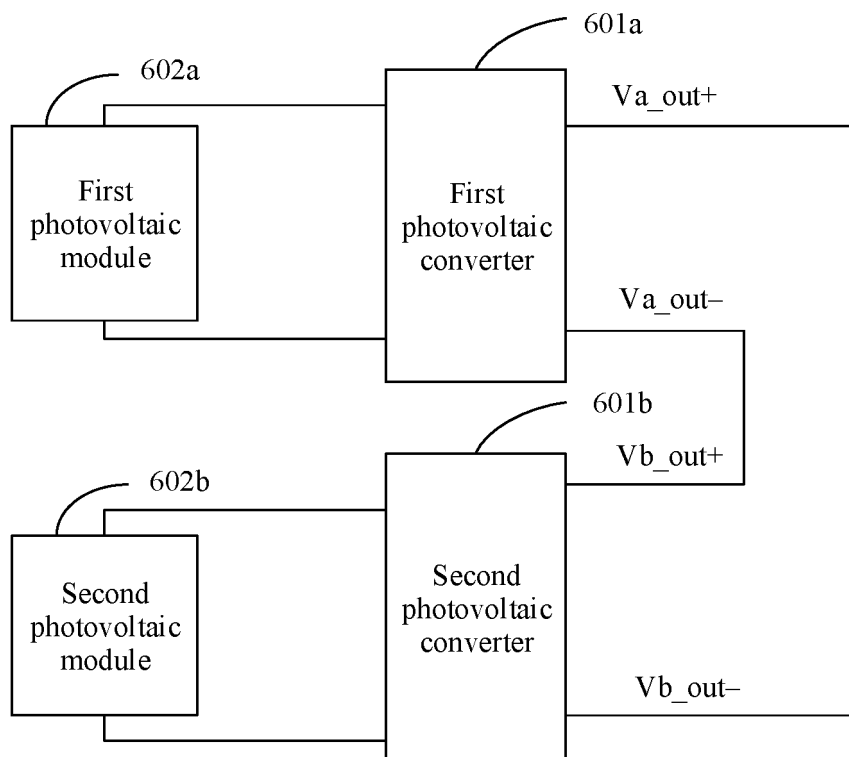 601a
602a
Va_out+
First
photovoltaic
module
First
photovoltaic
converter
Va_out–
601b
Vb_out+
602b
Second
photovoltaic
module
Second
photovoltaic
converter
Vb_out–